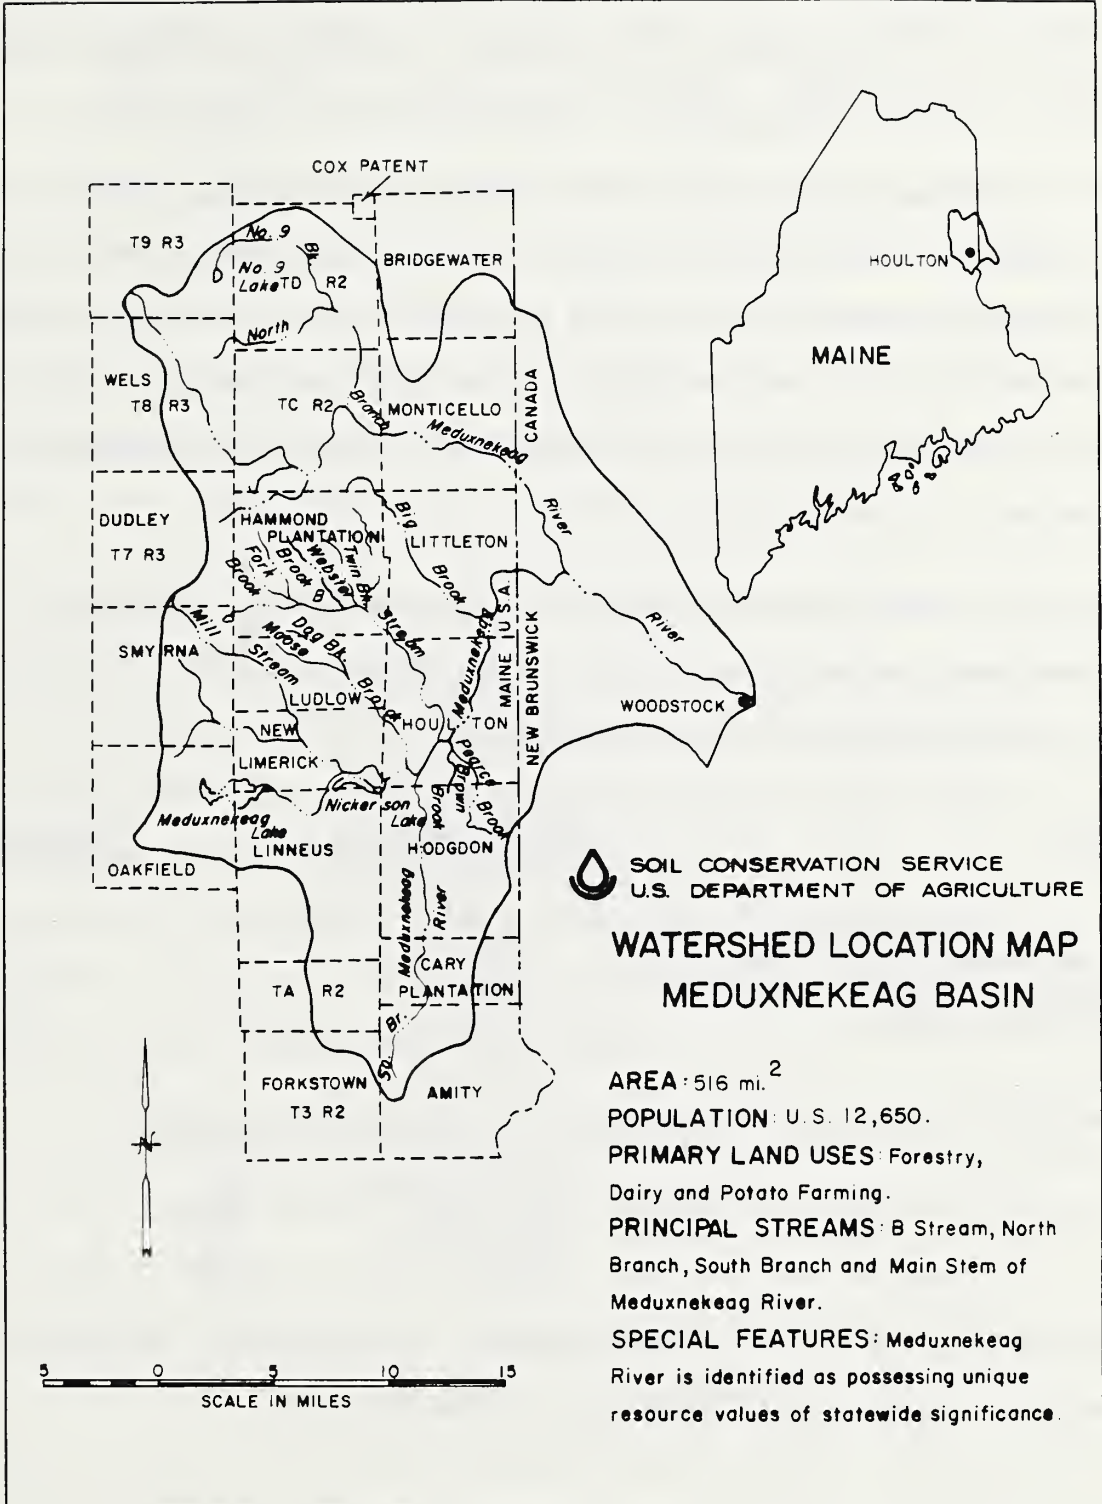 COX PATENT
T9 R3
No. 9
Bk.
No. 9
Lake TD R2
BRIDGEWATER
North
HOULTON
MAINE
WELS
T8 R3
TC R2
Branch
MONTICELLO
Meduxnekeag
CANADA
DUDLEY
T7 R3
HAMMOND
PLANTATION
Big
LITTLETON
River
Fork
Brook
Brook
B
Webster
Twin Bk.
Brook
Stream
MAINE U.S.A.
NEW BRUNSWICK
River
Mill
Stream
SMYRNA
Dag Bk.
Moose
Brook
Meduxnekeag
LUDLOW
HOULTON
WOODSTOCK
NEW
LIMERICK
Pearce
Brown
Brook
Brook
Meduxnekeag
Lake
Nickerson
Lake
LINNEUS
HODGDON
OAKFIELD
Meduxnekeag
River
CARY
PLANTATION
TA R2
So.
Br.
FORKSTOWN
T3 R2
AMITY
N
SOIL CONSERVATION SERVICE
U.S. DEPARTMENT OF AGRICULTURE
WATERSHED LOCATION MAP
MEDUXNEKEAG BASIN
AREA: 516 mi.2
POPULATION: U.S. 12,650.
PRIMARY LAND USES: Forestry,
Dairy and Potato Farming.
PRINCIPAL STREAMS: B Stream, North
Branch, South Branch and Main Stem of
Meduxnekeag River.
SPECIAL FEATURES: Meduxnekeag
River is identified as possessing unique
resource values of statewide significance.
5 0 10 15
SCALE IN MILES